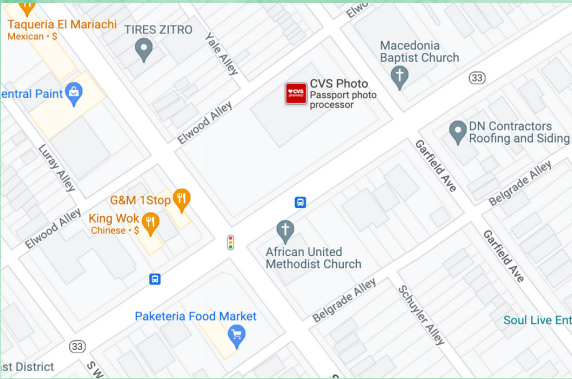 Taqueria El Mariachi
Mexican • $
TIRES ZITRO
Yale Alley
Elwood Alley
Macedonia
Baptist Church
33
CVS Photo
Passport photo
processor
CVS
entral Paint
DN Contractors
Roofing and Siding
Luray Alley
Garfield Ave
Belgrade Alley
G&M 1Stop
King Wok
Chinese • $
Elwood Alley
African United
Methodist Church
Garfield Ave
Belgrade Alley
Schuyler Alley
Paketeria Food Market
Soul Live Ent
33
ast District
S W